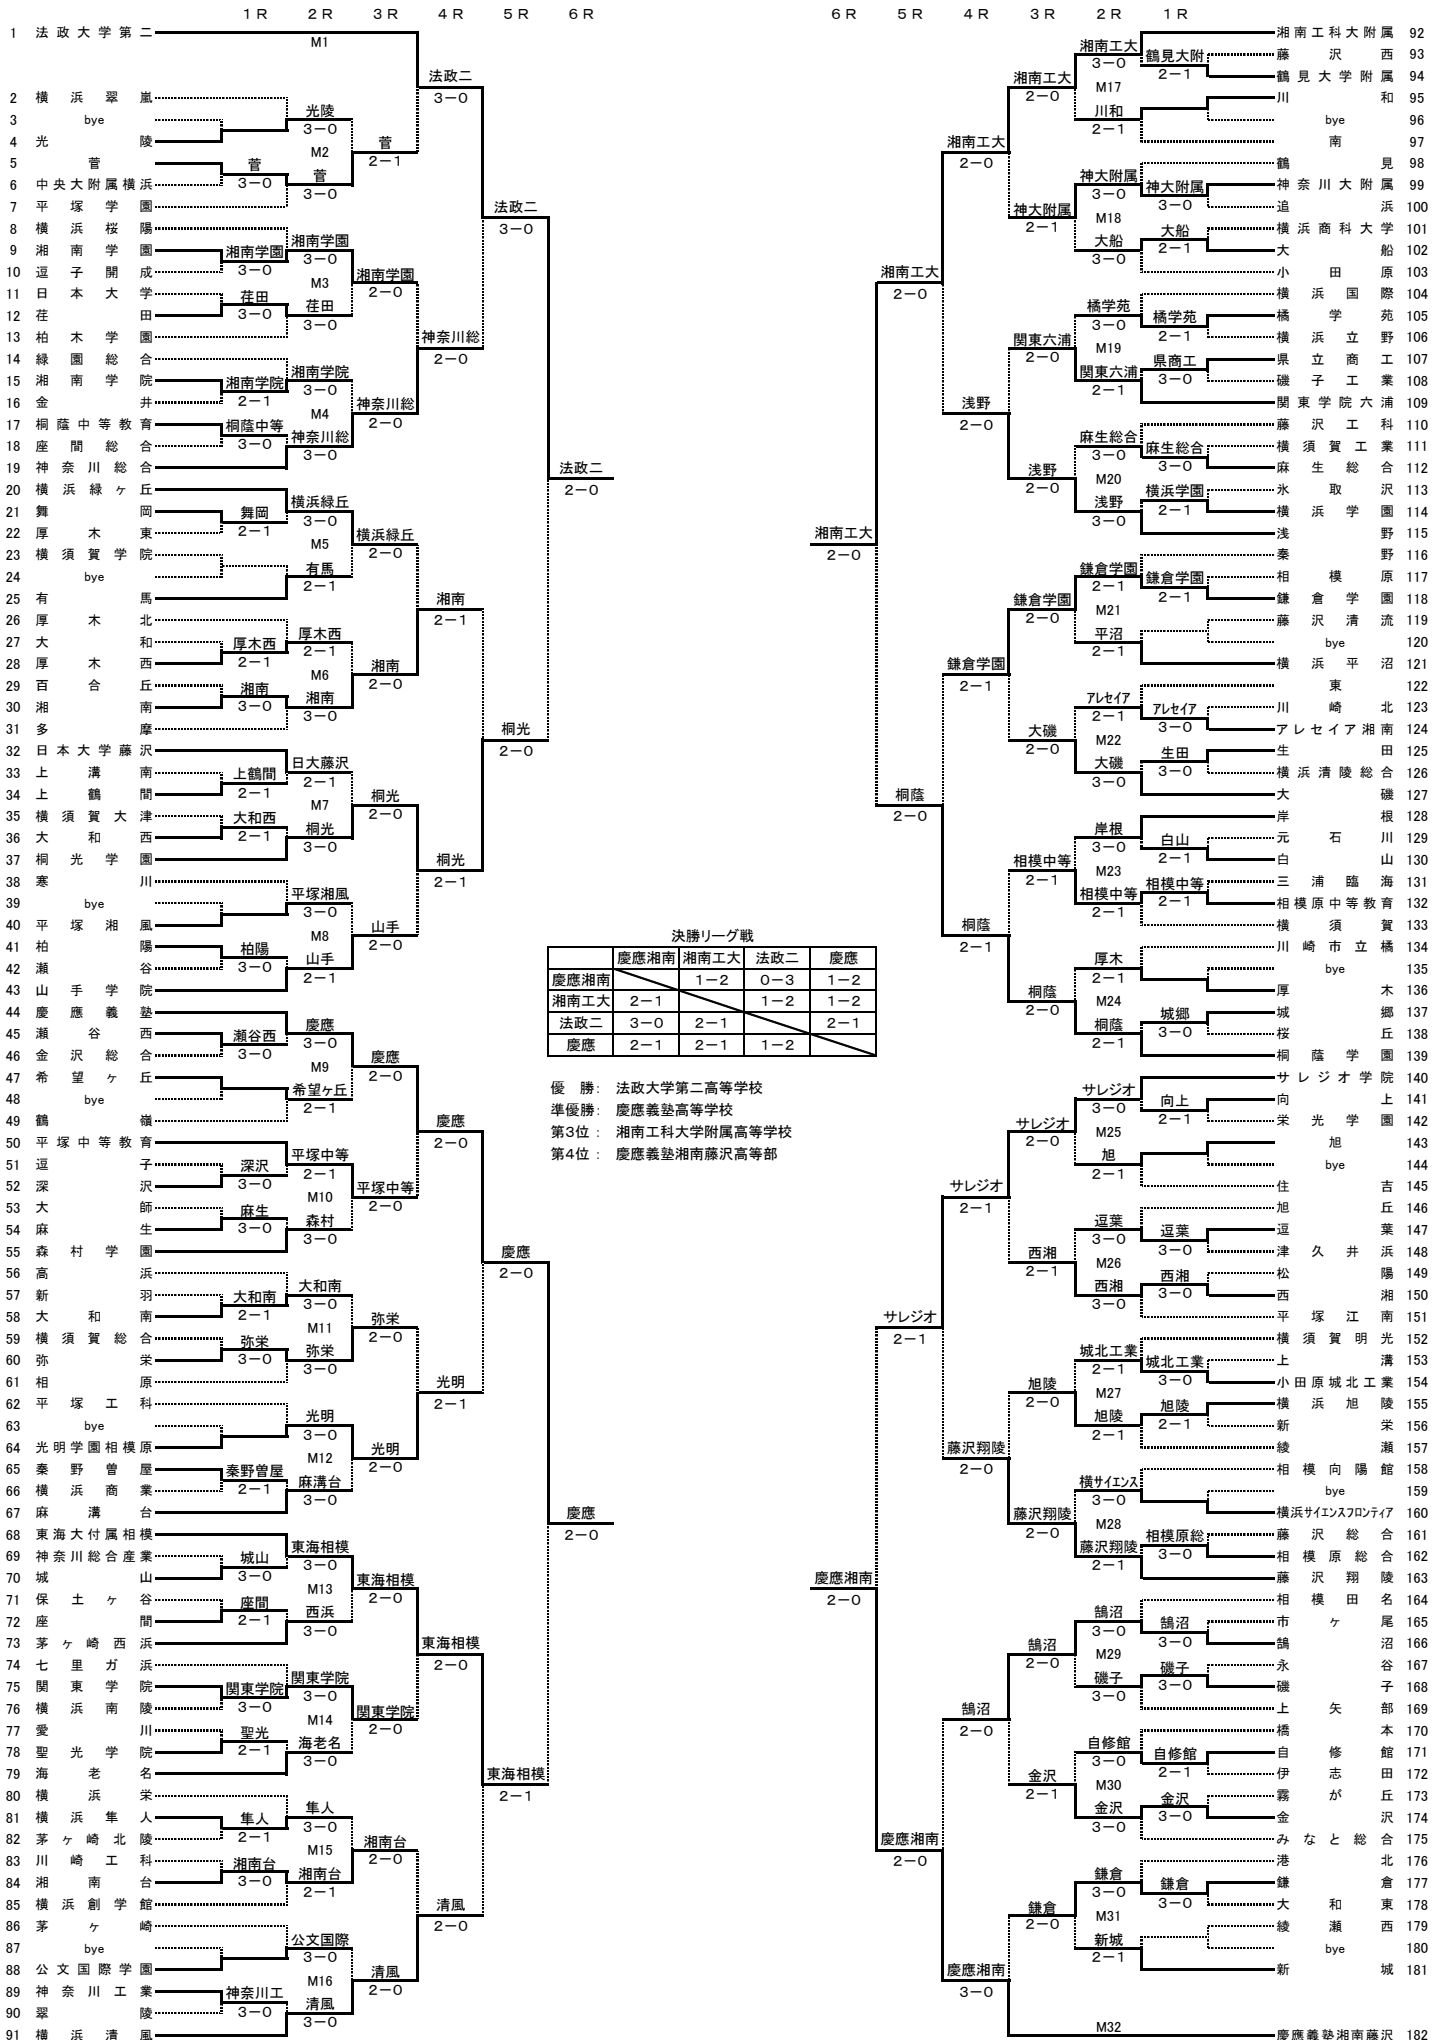 1R 2R 3R 4R 5R 6R
6R 5R 4R 3R 2R 1R
1 法政大学第二
2 横浜翠嵐
3 bye
4 光陵
5 菅
6 中央大附属横浜
7 平塚学園
8 横浜桜陽
9 湘南学園
10 逗子開成
11 日本大学
12 荏田
13 柏木学園
14 緑園総合
15 湘南学院
16 金井
17 桐蔭中等教育
18 座間総合
19 神奈川総合
20 横浜緑ヶ丘
21 舞岡
22 厚木東
23 横須賀学院
24 bye
25 有馬
26 厚木北
27 大和
28 厚木西
29 百合丘
30 湘南
31 多摩
32 日本大学藤沢
33 上溝南
34 上鶴間
35 横須賀大津
36 大和西
37 桐光学園
38 寒川
39 bye
40 平塚湘風
41 柏陽
42 瀬谷
43 山手学院
44 慶應義塾
45 瀬谷西
46 金沢総合
47 希望ヶ丘
48 bye
49 鶴嶺
50 平塚中等教育
51 逗子
52 深沢
53 大師
54 麻生
55 森村学園
56 高浜
57 新羽
58 大和南
59 横須賀総合
60 弥栄
61 相原
62 平塚工科
63 bye
64 光明学園相模原
65 秦野曽屋
66 横浜商業
67 麻溝台
68 東海大付属相模
69 神奈川総合産業
70 城山
71 保土ヶ谷
72 座間
73 茅ヶ崎西浜
74 七里ガ浜
75 関東学院
76 横浜南陵
77 愛川
78 聖光学院
79 海老名
80 横浜栄
81 横浜隼人
82 茅ヶ崎北陵
83 川崎工科
84 湘南台
85 横浜創学館
86 茅ヶ崎
87 bye
88 公文国際学園
89 神奈川工業
90 翠陵
91 横浜清風
菅 3-0
湘南学園 3-0
荏田 3-0
湘南学院 2-1
桐蔭中等 3-0
舞岡 2-1
厚木西 2-1
湘南 3-0
上鶴間 2-1
大和西 2-1
柏陽 3-0
瀬谷西 3-0
深沢 3-0
麻生 3-0
大和南 2-1
弥栄 3-0
秦野曽屋 2-1
城山 3-0
座間 2-1
関東学院 3-0
聖光 2-1
隼人 2-1
湘南台 3-0
神奈川工 3-0
M1
光陵 3-0
M2
菅 3-0
湘南学園 3-0
M3
荏田 3-0
湘南学院 3-0
M4
神奈川総 3-0
横浜緑丘 3-0
M5
有馬 2-1
厚木西 2-1
M6
湘南 3-0
日大藤沢 2-1
M7
桐光 3-0
平塚湘風 3-0
M8
山手 2-1
慶應 3-0
M9
希望ヶ丘 2-1
平塚中等 2-1
M10
森村 3-0
大和南 3-0
M11
弥栄 3-0
光明 3-0
M12
麻溝台 3-0
東海相模 3-0
M13
西浜 3-0
関東学院 3-0
M14
海老名 3-0
隼人 3-0
M15
湘南台 2-1
公文国際 3-0
M16
清風 3-0
菅 2-1
湘南学園 2-0
神奈川総 2-0
横浜緑丘 2-0
湘南 2-0
桐光 2-0
山手 2-0
慶應 2-0
平塚中等 2-0
弥栄 2-0
光明 2-0
東海相模 2-0
関東学院 2-0
湘南台 2-0
清風 2-0
法政二 3-0
神奈川総 2-0
湘南 2-1
桐光 2-1
慶應 2-0
光明 2-1
東海相模 2-0
清風 2-0
法政二 3-0
桐光 2-0
慶應 2-0
東海相模 2-1
法政二 2-0
慶應 2-0
決勝リーグ戦
慶應湘南 湘南工大 法政二 慶應
慶應湘南 1-2 0-3 1-2
湘南工大 2-1 1-2 1-2
法政二 3-0 2-1 2-1
慶應 2-1 2-1 1-2
優勝: 法政大学第二高等学校
準優勝: 慶應義塾高等学校
第3位: 湘南工科大学附属高等学校
第4位: 慶應義塾湘南藤沢高等部
湘南工大 2-0
慶應湘南 2-0
湘南工大 2-0
桐蔭 2-0
サレジオ 2-1
慶應湘南 2-0
湘南工大 2-0
浅野 2-0
鎌倉学園 2-1
桐蔭 2-1
サレジオ 2-1
藤沢翔陵 2-0
鵠沼 2-0
慶應湘南 3-0
湘南工大 2-0
神大附属 2-1
関東六浦 2-0
浅野 2-0
鎌倉学園 2-0
大磯 2-0
相模中等 2-1
桐蔭 2-0
サレジオ 2-0
西湘 2-1
旭陵 2-0
藤沢翔陵 2-0
鵠沼 2-0
金沢 2-1
鎌倉 2-0
湘南工大 3-0
M17
川和 2-1
神大附属 3-0
M18
大船 3-0
橘学苑 3-0
M19
関東六浦 2-1
麻生総合 3-0
M20
浅野 3-0
鎌倉学園 2-1
M21
平沼 2-1
アレセイア 2-1
M22
大磯 3-0
岸根 3-0
M23
相模中等 2-1
厚木 2-1
M24
桐蔭 2-1
サレジオ 3-0
M25
旭 2-1
逗葉 3-0
M26
西湘 3-0
城北工業 2-1
M27
旭陵 2-1
横サイエンス 3-0
M28
藤沢翔陵 2-1
鵠沼 3-0
M29
磯子 3-0
自修館 3-0
M30
金沢 3-0
鎌倉 3-0
M31
新城 2-1
M32
鶴見大附 2-1
神大附属 3-0
大船 2-1
橘学苑 2-1
県商工 3-0
麻生総合 3-0
横浜学園 2-1
鎌倉学園 2-1
アレセイア 3-0
生田 3-0
白山 2-1
相模中等 2-1
城郷 3-0
向上 2-1
逗葉 3-0
西湘 3-0
城北工業 3-0
旭陵 2-1
相模原総 3-0
鵠沼 3-0
磯子 3-0
自修館 2-1
金沢 3-0
鎌倉 3-0
湘南工科大附属 92
藤沢西 93
鶴見大学附属 94
川和 95
bye 96
南 97
鶴見 98
神奈川大附属 99
追浜 100
横浜商科大学 101
大船 102
小田原 103
横浜国際 104
橘学苑 105
横浜立野 106
県立商工 107
磯子工業 108
関東学院六浦 109
藤沢工科 110
横須賀工業 111
麻生総合 112
氷取沢 113
横浜学園 114
浅野 115
秦野 116
相模原 117
鎌倉学園 118
藤沢清流 119
bye 120
横浜平沼 121
東 122
川崎北 123
アレセイア湘南 124
生田 125
横浜清陵総合 126
大磯 127
岸根 128
元石川 129
白山 130
三浦臨海 131
相模原中等教育 132
横須賀 133
川崎市立橘 134
bye 135
厚木 136
城郷 137
桜丘 138
桐蔭学園 139
サレジオ学院 140
向上 141
栄光学園 142
旭 143
bye 144
住吉 145
旭丘 146
逗葉 147
津久井浜 148
松陽 149
西湘 150
平塚江南 151
横須賀明光 152
上溝 153
小田原城北工業 154
横浜旭陵 155
新栄 156
綾瀬 157
相模向陽館 158
bye 159
横浜サイエンスフロンティア 160
藤沢総合 161
相模原総合 162
藤沢翔陵 163
相模田名 164
市ヶ尾 165
鵠沼 166
永谷 167
磯子 168
上矢部 169
橋本 170
自修館 171
伊志田 172
霧が丘 173
金沢 174
みなと総合 175
港北 176
鎌倉 177
大和東 178
綾瀬西 179
bye 180
新城 181
慶應義塾湘南藤沢 182